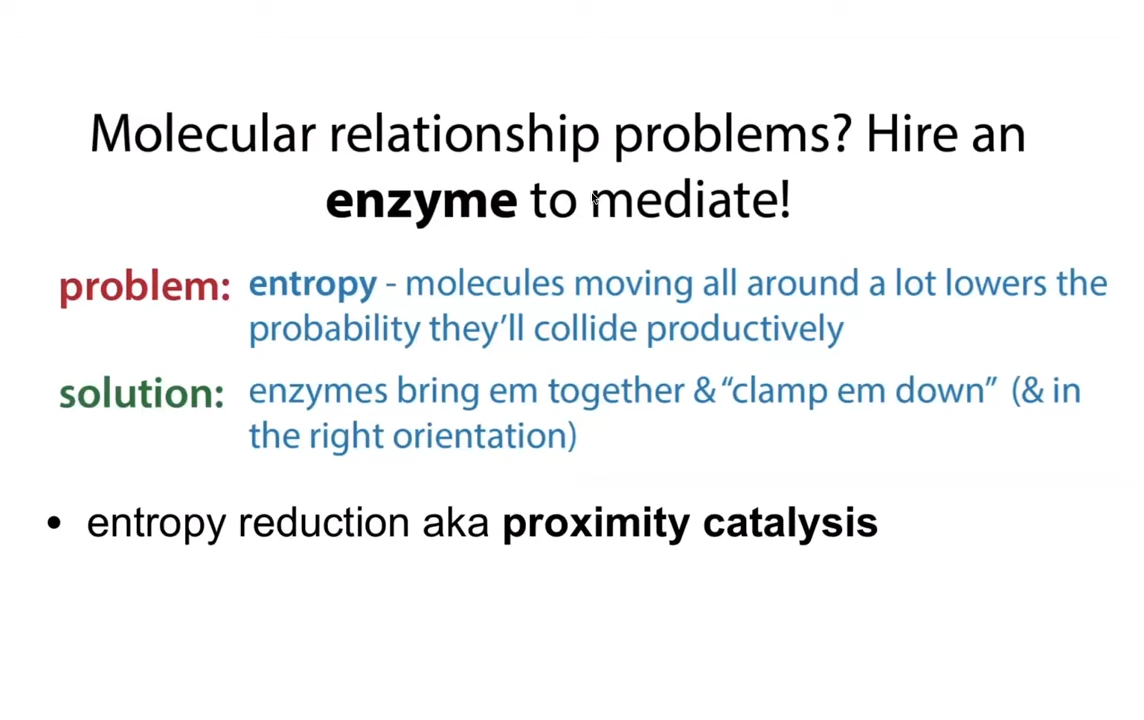 Molecular relationship problems? Hire an
enzyme to mediate!
problem: entropy - molecules moving all around a lot lowers the
probability they'll collide productively
solution: enzymes bring em together & “clamp em down” (& in
the right orientation)
• entropy reduction aka proximity catalysis